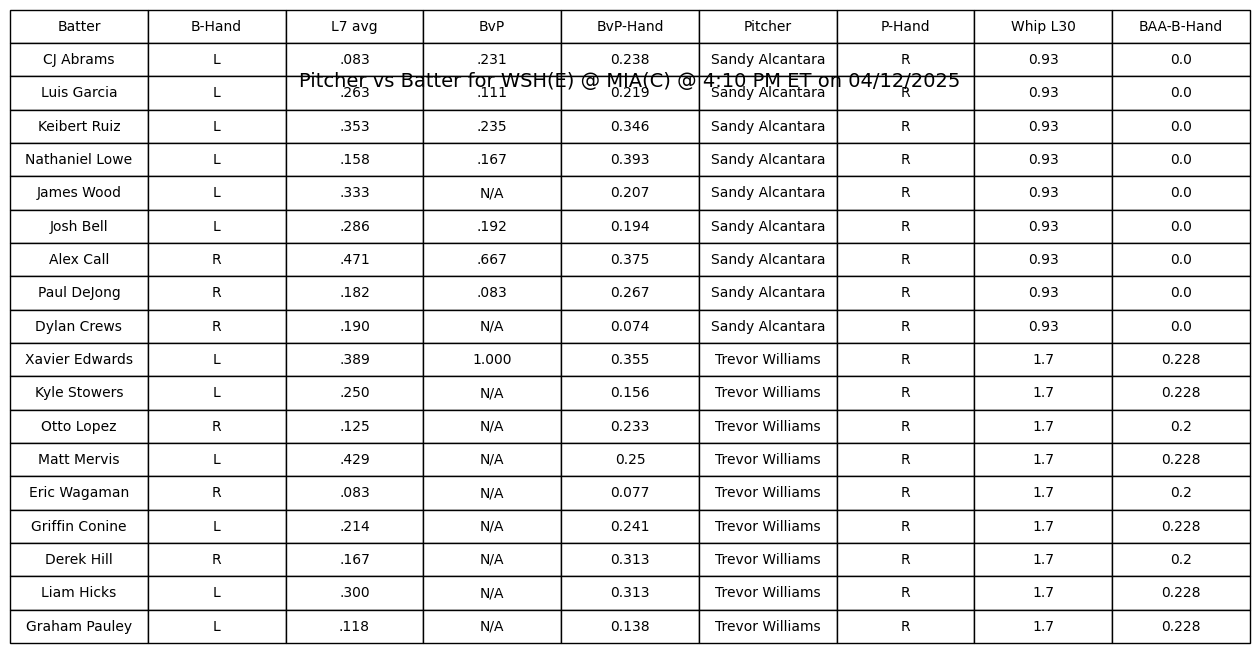 Batter B-Hand L7 avg BvP BvP-Hand Pitcher P-Hand Whip L30 BAA-B-Hand
CJ Abrams L .083 .231 0.238 Sandy Alcantara R 0.93 0.0
Pitcher vs Batter for WSH(E) @ MIA(C) @ 4:10 PM ET on 04/12/2025
Luis Garcia L .263 .111 0.219 Sandy Alcantara R 0.93 0.0
Keibert Ruiz L .353 .235 0.346 Sandy Alcantara R 0.93 0.0
Nathaniel Lowe L .158 .167 0.393 Sandy Alcantara R 0.93 0.0
James Wood L .333 N/A 0.207 Sandy Alcantara R 0.93 0.0
Josh Bell L .286 .192 0.194 Sandy Alcantara R 0.93 0.0
Alex Call R .471 .667 0.375 Sandy Alcantara R 0.93 0.0
Paul DeJong R .182 .083 0.267 Sandy Alcantara R 0.93 0.0
Dylan Crews R .190 N/A 0.074 Sandy Alcantara R 0.93 0.0
Xavier Edwards L .389 1.000 0.355 Trevor Williams R 1.7 0.228
Kyle Stowers L .250 N/A 0.156 Trevor Williams R 1.7 0.228
Otto Lopez R .125 N/A 0.233 Trevor Williams R 1.7 0.2
Matt Mervis L .429 N/A 0.25 Trevor Williams R 1.7 0.228
Eric Wagaman R .083 N/A 0.077 Trevor Williams R 1.7 0.2
Griffin Conine L .214 N/A 0.241 Trevor Williams R 1.7 0.228
Derek Hill R .167 N/A 0.313 Trevor Williams R 1.7 0.2
Liam Hicks L .300 N/A 0.313 Trevor Williams R 1.7 0.228
Graham Pauley L .118 N/A 0.138 Trevor Williams R 1.7 0.228